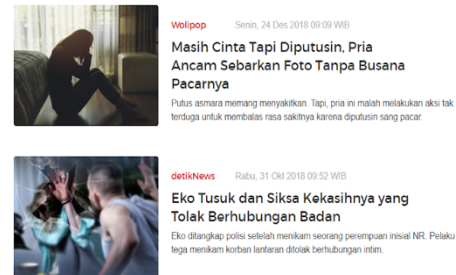 Wolipop Senin, 24 Des 2018 09:09 WIB
Masih Cinta Tapi Diputusin, Pria
Ancam Sebarkan Foto Tanpa Busana
Pacarnya
Putus asmara memang menyakitkan. Tapi, pria ini malah melakukan aksi tak
terduga untuk membalas rasa sakitnya karena diputusin sang pacar.
detikNews Rabu, 31 Okt 2018 09:52 WIB
Eko Tusuk dan Siksa Kekasihnya yang
Tolak Berhubungan Badan
Eko ditangkap polisi setelah menikam seorang perempuan inisial NR. Pelaku
tega menikam korban lantaran ditolak berhubungan intim.